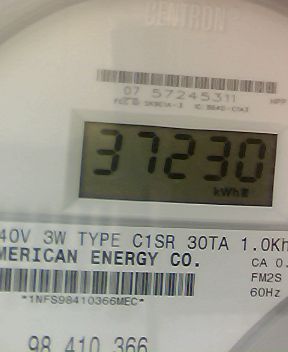 CENTRON
07 57245311
37230
kWh
40V 3W TYPE C1SR 30TA 1.0Kh
MERICAN ENERGY CO.
CA 0.
FM2S
60Hz
*1NFS98410366MEC*
98 410 366